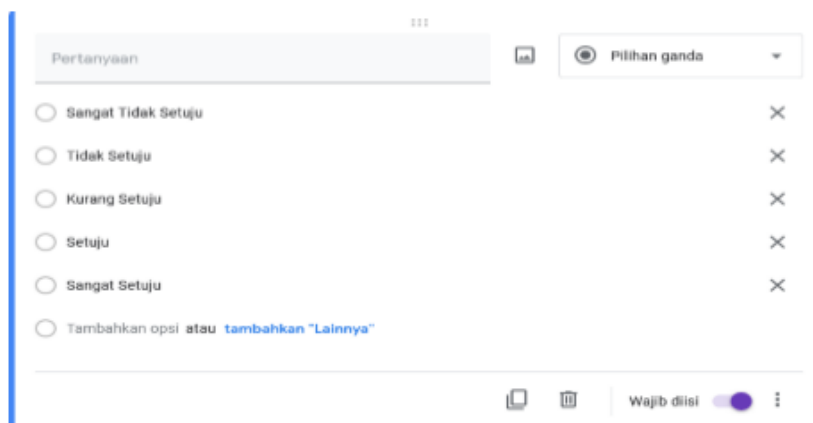 Pertanyaan
Pilihan ganda
Sangat Tidak Setuju
Tidak Setuju
Kurang Setuju
Setuju
Sangat Setuju
Tambahkan opsi atau tambahkan "Lainnya"
Wajib diisi